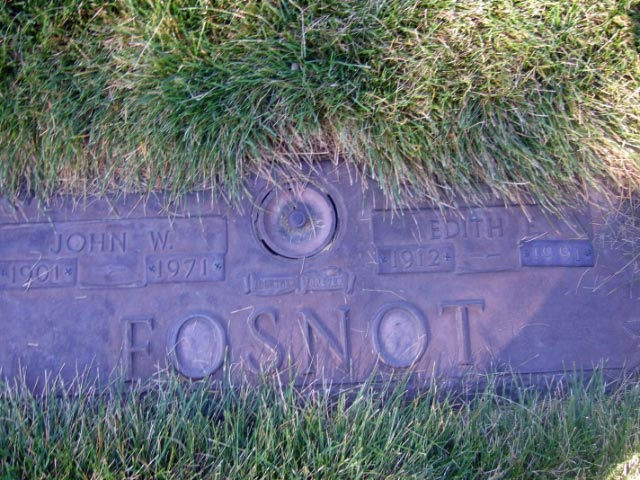 JOHN W.
1901 1971
EDITH E.
1912 1991
FOSNOT